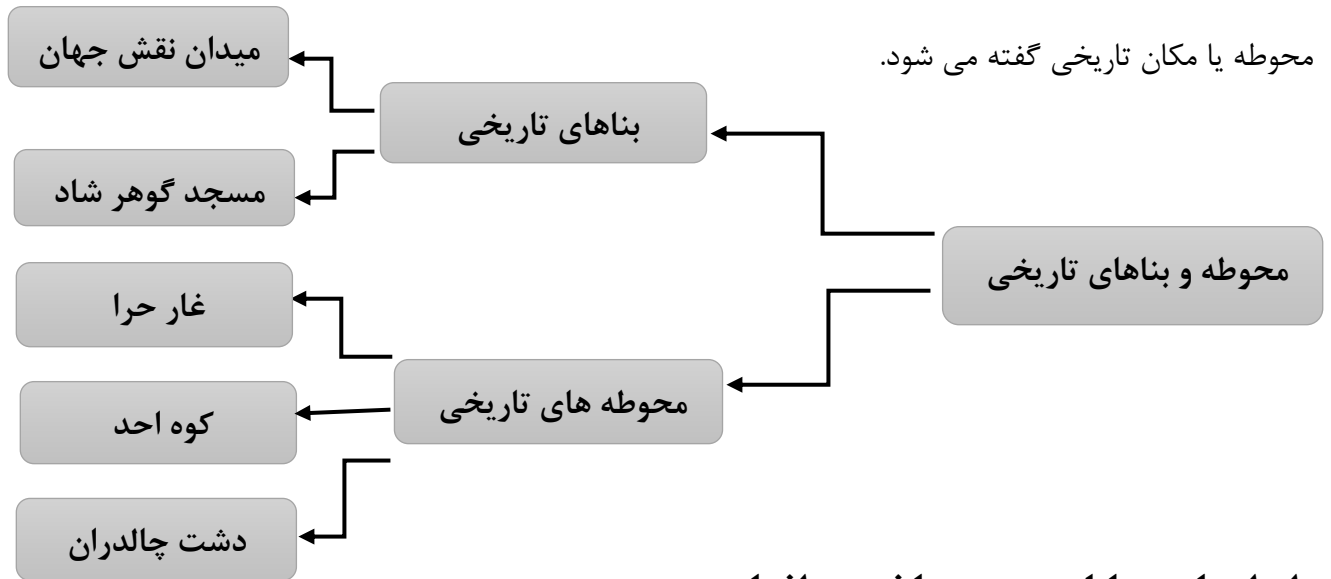 محوطه یا مکان تاریخی گفته می شود.
محوطه و بناهای تاریخی
بناهای تاریخی
میدان نقش جهان
مسجد گوهر شاد
محوطه های تاریخی
غار حرا
کوه احد
دشت چالدران